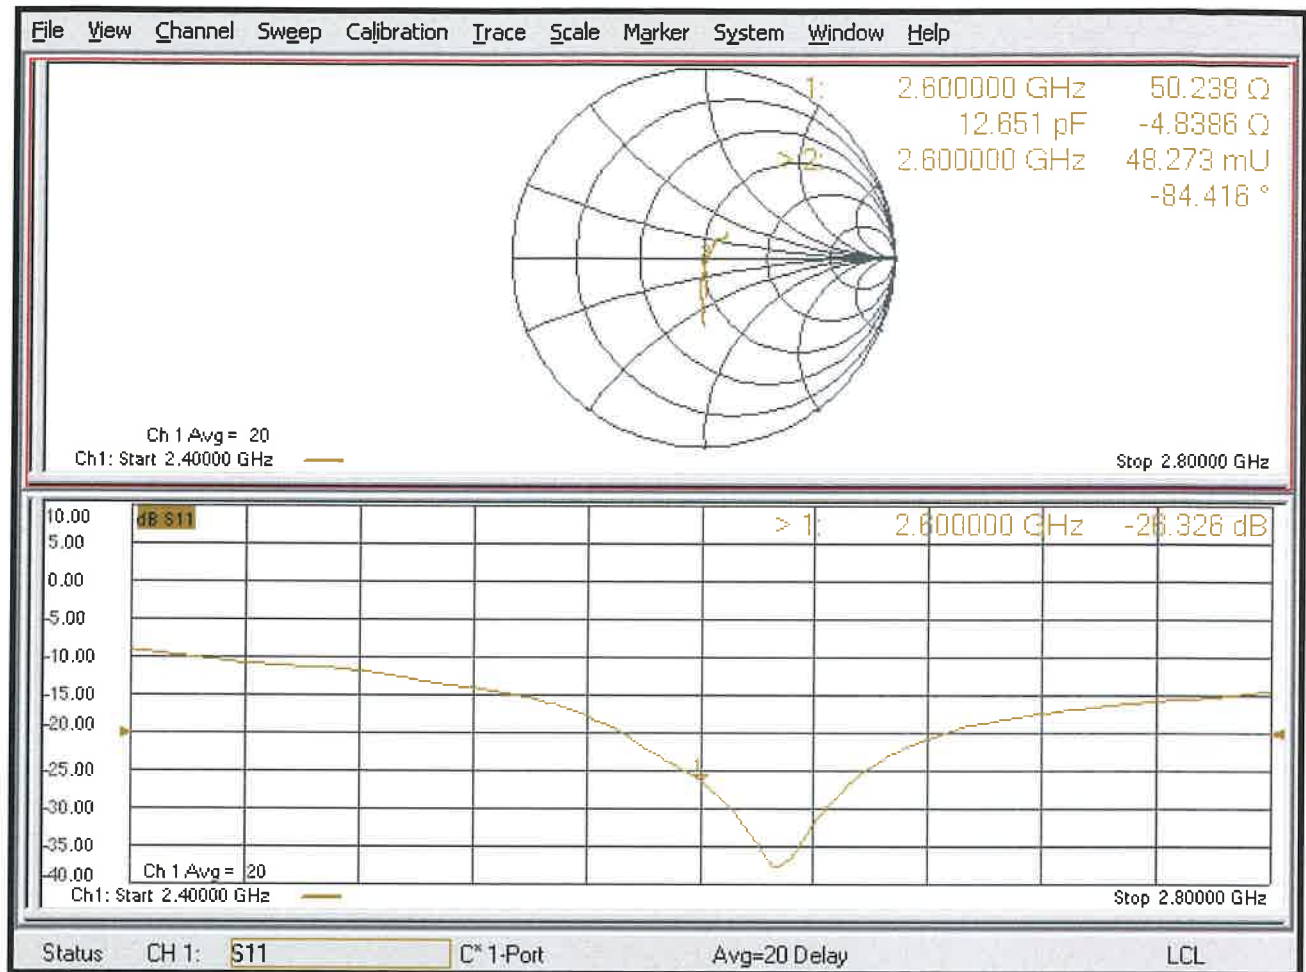 File View Channel Sweep Calibration Trace Scale Marker System Window Help
1: 2.600000 GHz 50.238 Ω
12.651 pF -4.8386 Ω
> 2: 2.600000 GHz 48.273 mU
-84.416 °
Ch 1 Avg = 20
Ch1: Start 2.40000 GHz
Stop 2.80000 GHz
10.00
dB S11
> 1: 2.600000 GHz -26.326 dB
5.00
0.00
-5.00
-10.00
-15.00
-20.00
-25.00
1
-30.00
-35.00
-40.00
Ch 1 Avg = 20
Ch1: Start 2.40000 GHz
Stop 2.80000 GHz
Status CH 1: S11 C* 1-Port Avg=20 Delay LCL